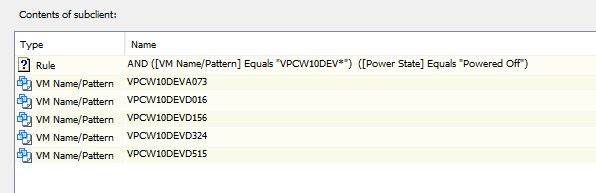 Contents of subclient:
Type Name
Rule AND ([VM Name/Pattern] Equals "VPCW10DEV*") ([Power State] Equals "Powered Off")
VM Name/Pattern VPCW10DEVA073
VM Name/Pattern VPCW10DEVD016
VM Name/Pattern VPCW10DEVD156
VM Name/Pattern VPCW10DEVD324
VM Name/Pattern VPCW10DEVD515